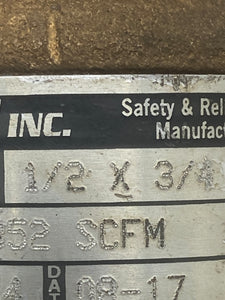 INC. Safety & Rel
Manufac
1/2 X 3/4
52 SCFM
DAT 08-17